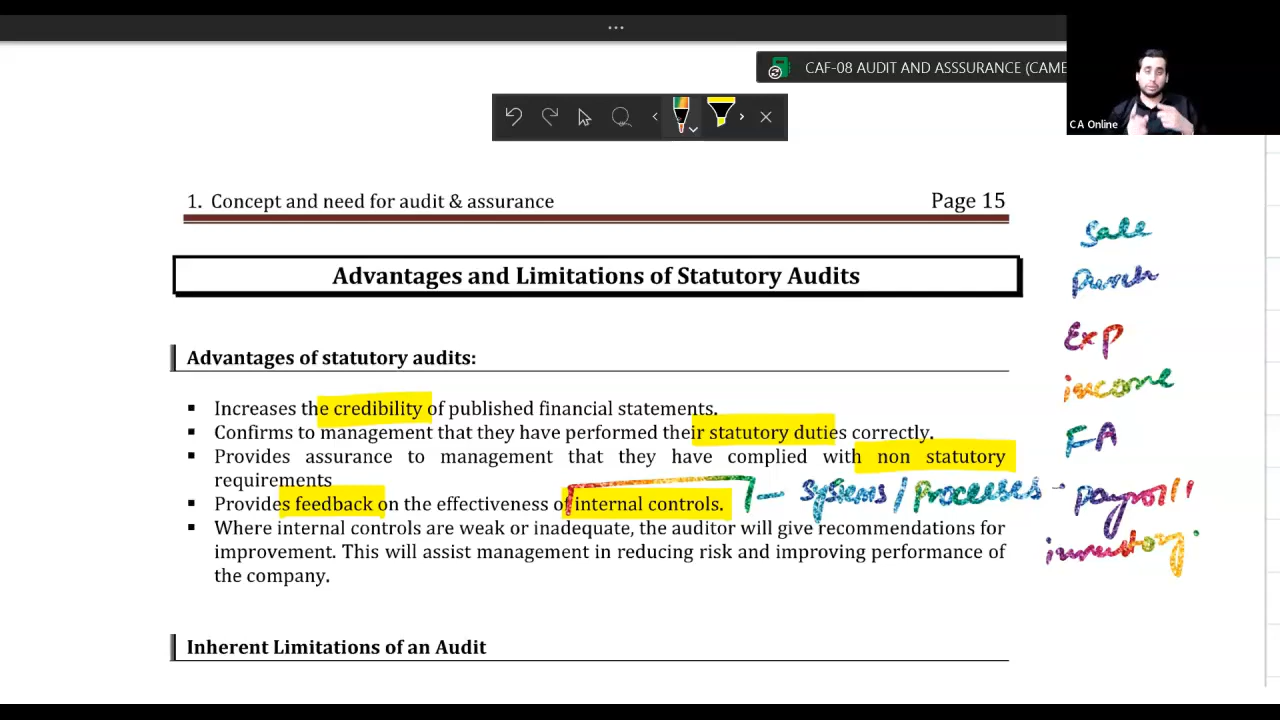 ...
CAF-08 AUDIT AND ASSSURANCE (CAME
C A Online
1. Concept and need for audit & assurance
Page 15
Advantages and Limitations of Statutory Audits
Advantages of statutory audits:
▪ Increases the credibility of published financial statements.
▪ Confirms to management that they have performed their statutory duties correctly.
▪ Provides assurance to management that they have complied with non statutory
requirements
▪ Provides feedback on the effectiveness of internal controls.
▪ Where internal controls are weak or inadequate, the auditor will give recommendations for
improvement. This will assist management in reducing risk and improving performance of
the company.
Inherent Limitations of an Audit
Sale
Exp
income
FA
– systems/processes –
payroll
inventory